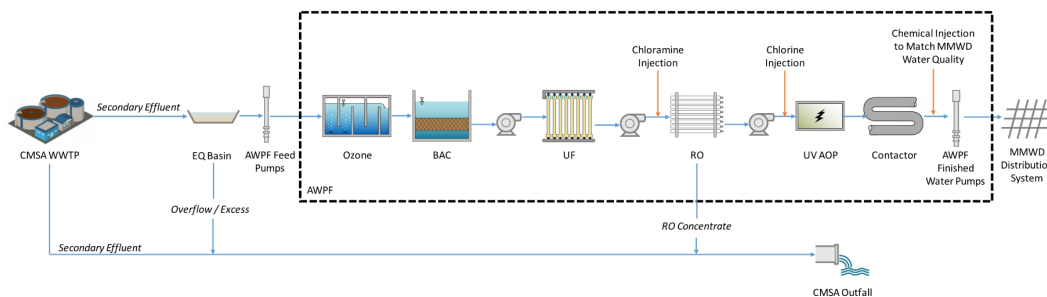 Chemical Injection
to Match MMWD
Water Quality
Chloramine
Injection
Chlorine
Injection
Secondary Effluent
CMSA WWTP
EQ Basin
AWPF Feed
Pumps
Ozone
BAC
UF
RO
UV AOP
Contactor
AWPF
Finished
Water Pumps
MMWD
Distribution
System
AWPF
Overflow / Excess
RO Concentrate
Secondary Effluent
CMSA Outfall